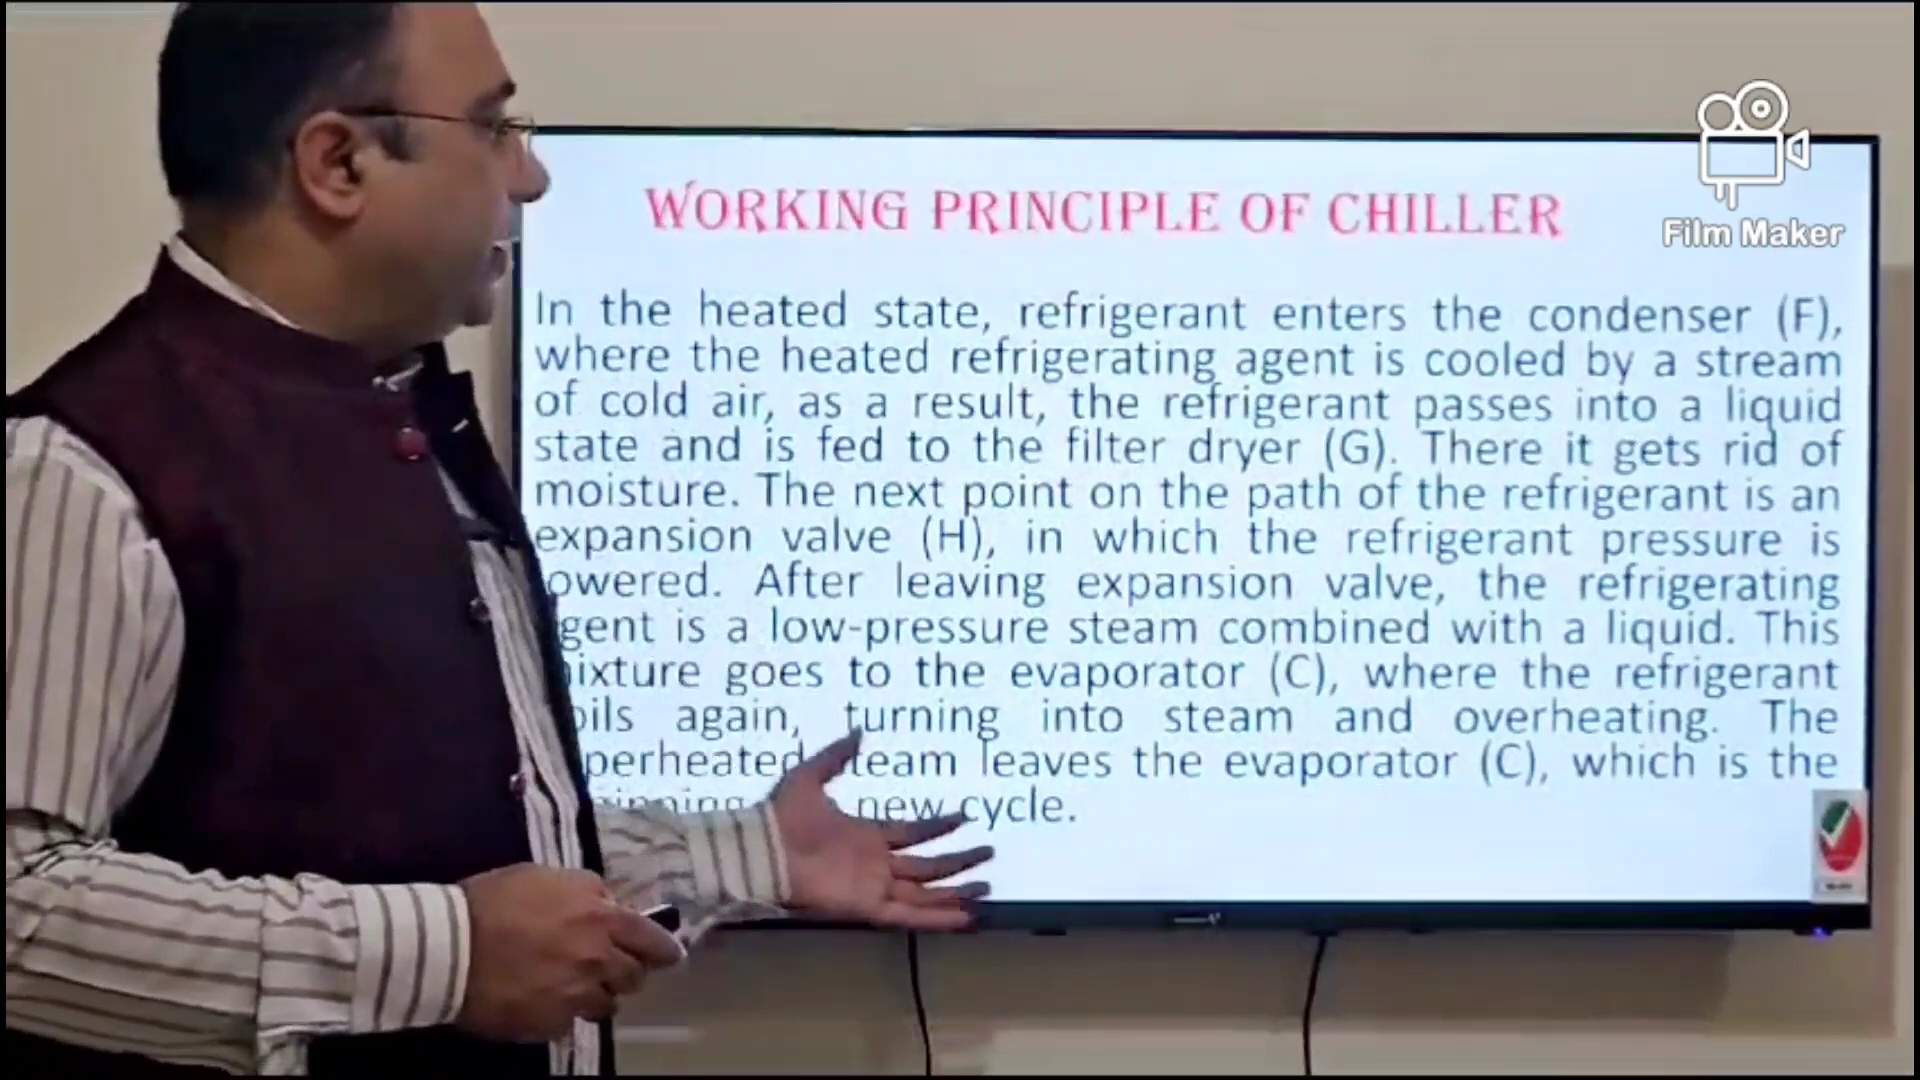 WORKING PRINCIPLE OF CHILLER
Film Maker
In the heated state, refrigerant enters the condenser (F),
where the heated refrigerating agent is cooled by a stream
of cold air, as a result, the refrigerant passes into a liquid
state and is fed to the filter dryer (G). There it gets rid of
moisture. The next point on the path of the refrigerant is an
expansion valve (H), in which the refrigerant pressure is
owered. After leaving expansion valve, the refrigerating
gent is a low-pressure steam combined with a liquid. This
ixture goes to the evaporator (C), where the refrigerant
oils again, turning into steam and overheating. The
perheated team leaves the evaporator (C), which is the
new cycle.